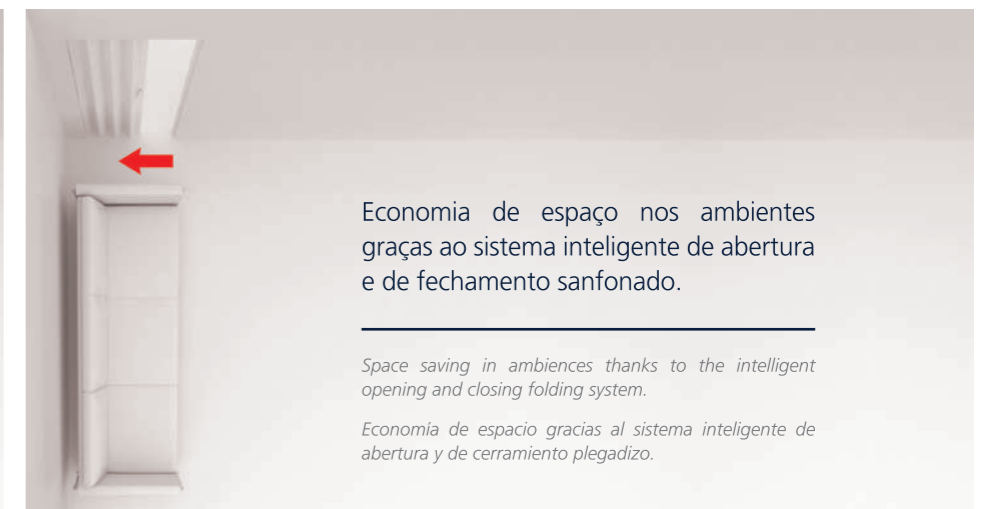 Economia de espaço nos ambientes
graças ao sistema inteligente de abertura
e de fechamento sanfonado.
Space saving in ambiences thanks to the intelligent
opening and closing folding system.
Economía de espacio gracias al sistema inteligente de
abertura y de cerramiento plegadizo.